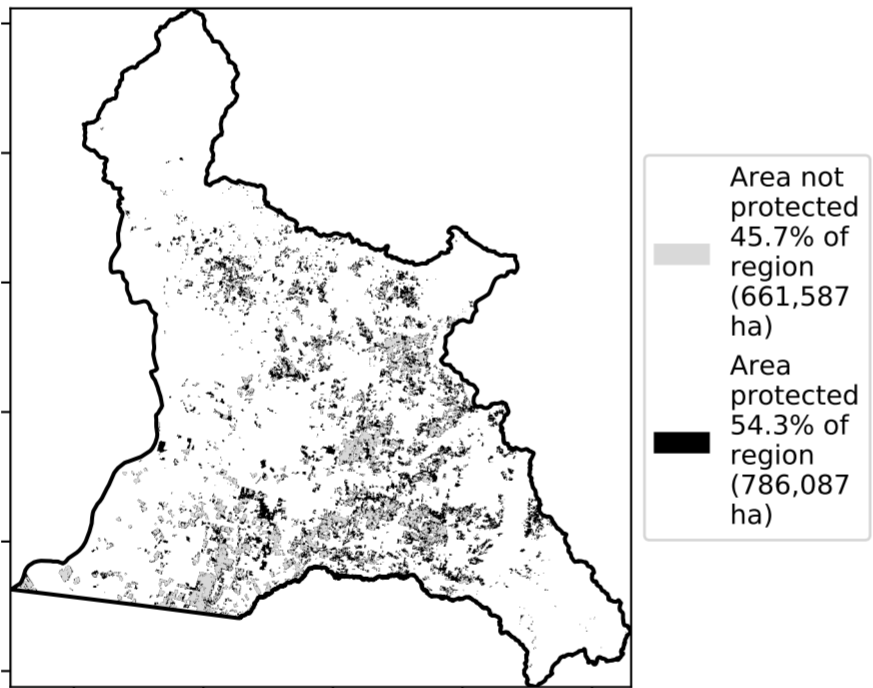 Area not
protected
45.7% of
region
(661,587
ha)
Area
protected
54.3% of
region
(786,087
ha)